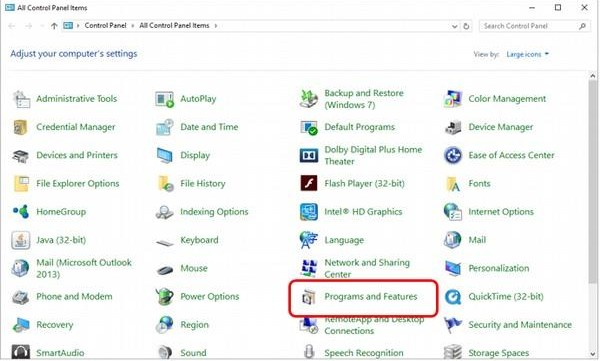 All Control Panel Items
Control Panel
All Control Panel Items
Search Control Panel
Adjust your computer's settings
View by: Large icons
Administrative Tools
AutoPlay
Backup and Restore
(Windows 7)
Color Management
Credential Manager
Date and Time
Default Programs
Device Manager
Devices and Printers
Display
Dolby Digital Plus Home
Theater
Ease of Access Center
File Explorer Options
File History
Flash Player (32-bit)
Fonts
HomeGroup
Indexing Options
Intel® HD Graphics
Internet Options
Java (32-bit)
Keyboard
Language
Mail
Mail (Microsoft Outlook
2013)
Mouse
Network and Sharing
Center
Personalization
Phone and Modem
Power Options
Programs and Features
QuickTime (32-bit)
Recovery
Region
RemoteApp and Desktop
Connections
Security and Maintenance
SmartAudio
Sound
Speech Recognition
Storage Spaces